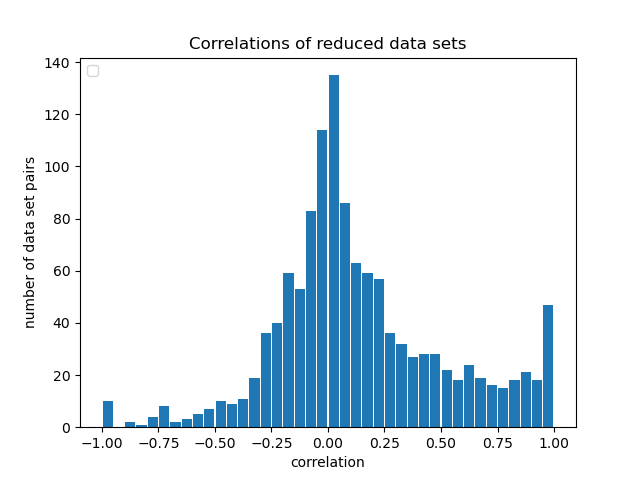 Correlations of reduced data sets
140
120
100
80
60
40
20
0
number of data set pairs
−1.00 −0.75 −0.50 −0.25 0.00 0.25 0.50 0.75 1.00
correlation